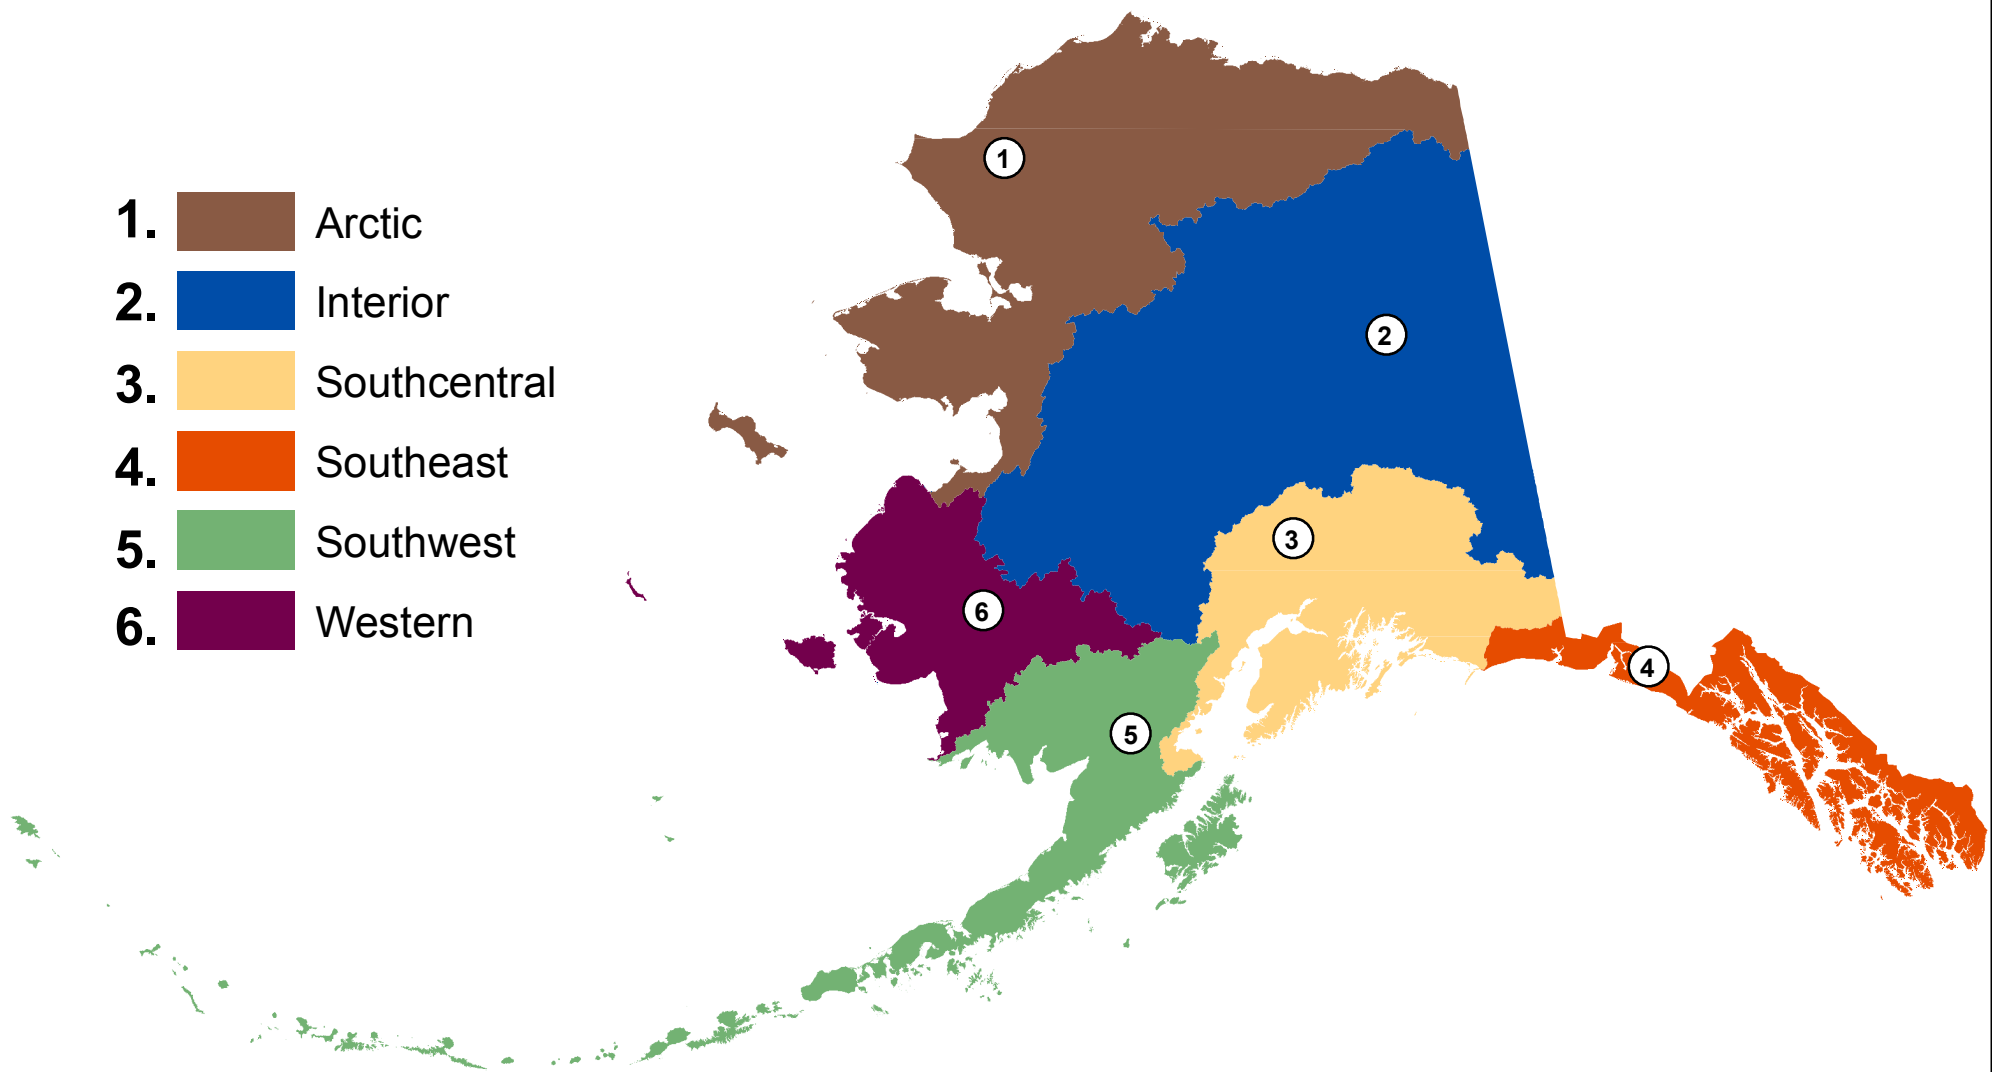 1. Arctic
2. Interior
3. Southcentral
4. Southeast
5. Southwest
6. Western
1
2
3
4
5
6